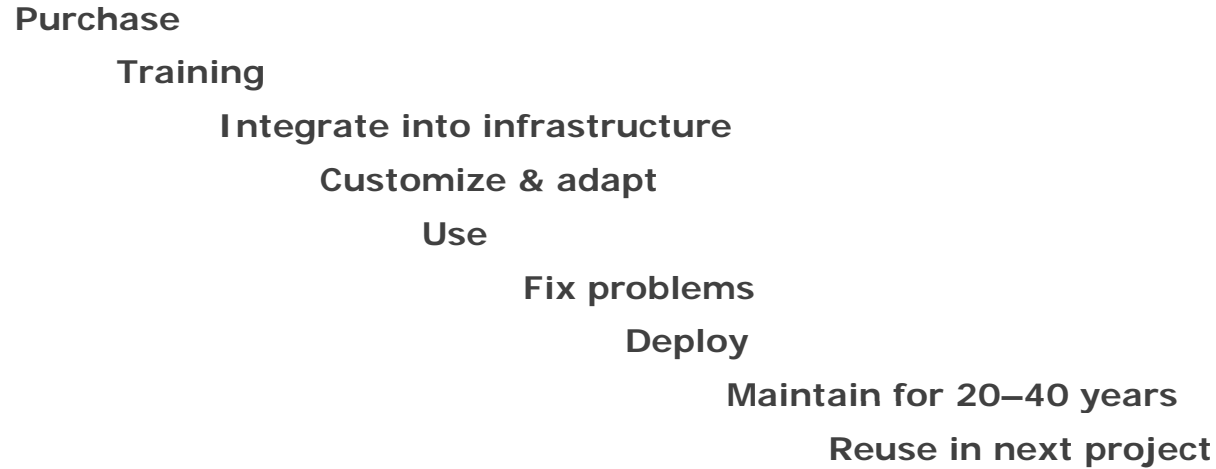 Purchase
Training
Integrate into infrastructure
Customize & adapt
Use
Fix problems
Deploy
Maintain for 20–40 years
Reuse in next project